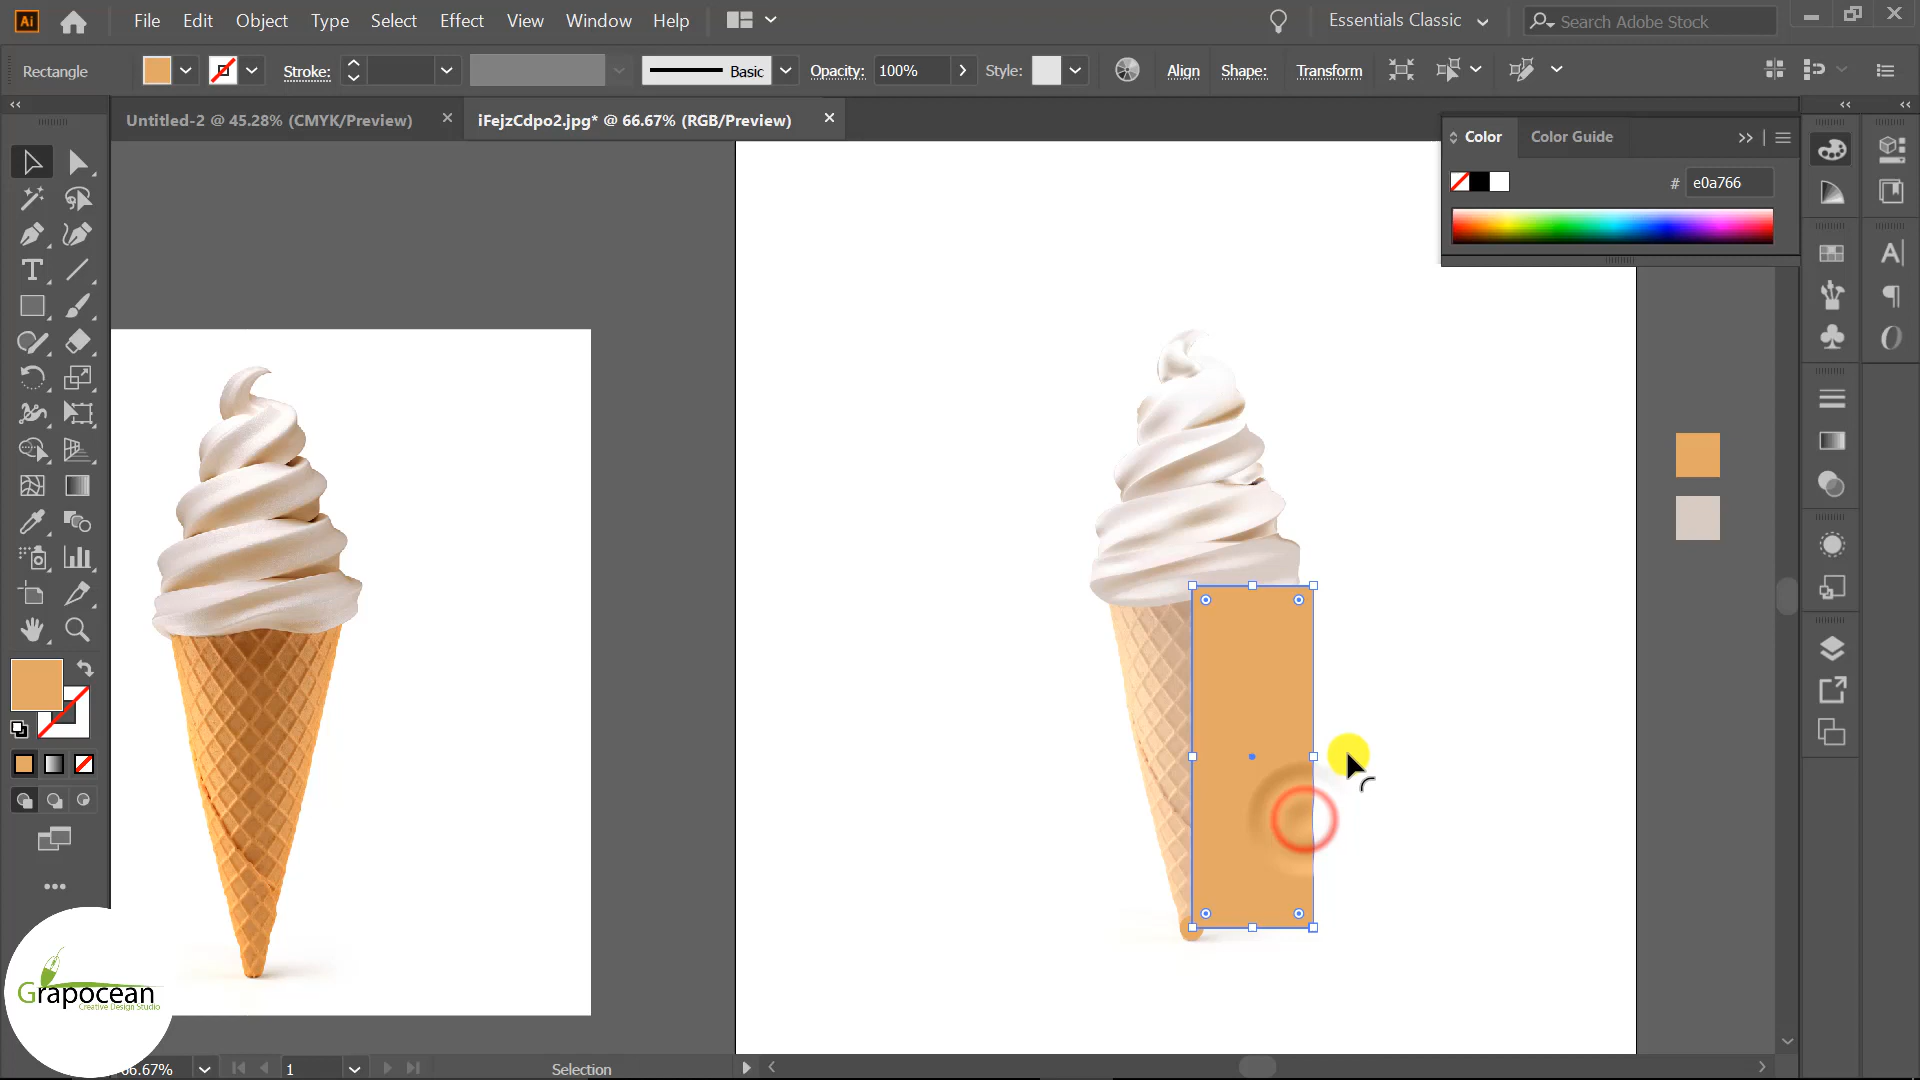 Ai File Edit Object Type Select Effect View Window Help Essentials Classic Search Adobe Stock
Rectangle Stroke: Basic Opacity: 100% Style: Align Shape: Transform
Untitled-2 @ 45.28% (CMYK/Preview) × iFejzCdpo2.jpg* @ 66.67% (RGB/Preview) ×
Color Color Guide
# e0a766
Grapocean
Creative Design Studio
66.67% 1 Selection